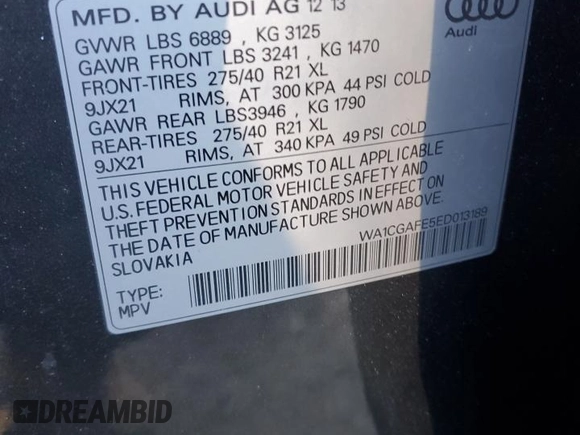 MFD. BY AUDI AG 12 13
GVWR LBS 6889 , KG 3125
GAWR FRONT LBS 3241 , KG 1470
FRONT-TIRES 275/40 R21 XL
9JX21 RIMS, AT 300 KPA 44 PSI COLD
GAWR REAR LBS3946 , KG 1790
REAR-TIRES 275/40 R21 XL
9JX21 RIMS, AT 340 KPA 49 PSI COLD
THIS VEHICLE CONFORMS TO ALL APPLICABLE
U.S. FEDERAL MOTOR VEHICLE SAFETY AND
THEFT PREVENTION STANDARDS IN EFFECT ON
THE DATE OF MANUFACTURE SHOWN ABOVE.
SLOVAKIA
WA1CGAFE5ED013189
TYPE:
MPV
Audi
DREAMBID